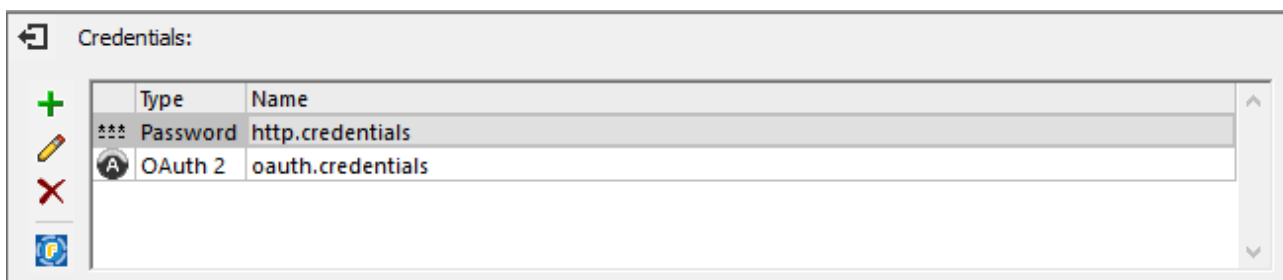 Credentials:
Type Name
*** Password http.credentials
OAuth 2 oauth.credentials